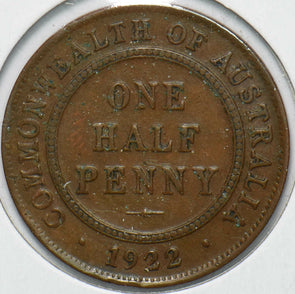 COMMONWEALTH OF AUSTRALIA
ONE
HALF
PENNY
· 1922 ·